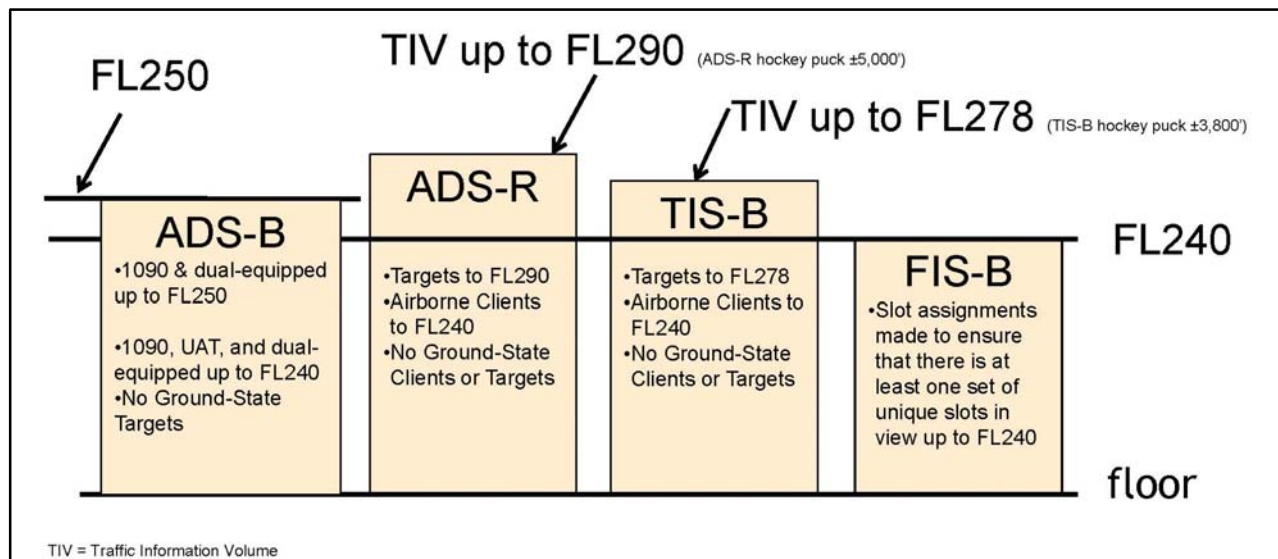 FL250
TIV up to FL290 (ADS-R hockey puck ±5,000')
TIV up to FL278 (TIS-B hockey puck ±3,800')
ADS-B
•1090 & dual-equipped
up to FL250
•1090, UAT, and dual-
equipped up to FL240
•No Ground-State
Targets
ADS-R
•Targets to FL290
•Airborne Clients
to FL240
•No Ground-State
Clients or Targets
TIS-B
•Targets to FL278
•Airborne Clients to
FL240
•No Ground-State
Clients or Targets
FL240
FIS-B
•Slot assignments
made to ensure
that there is at
least one set of
unique slots in
view up to FL240
floor
TIV = Traffic Information Volume